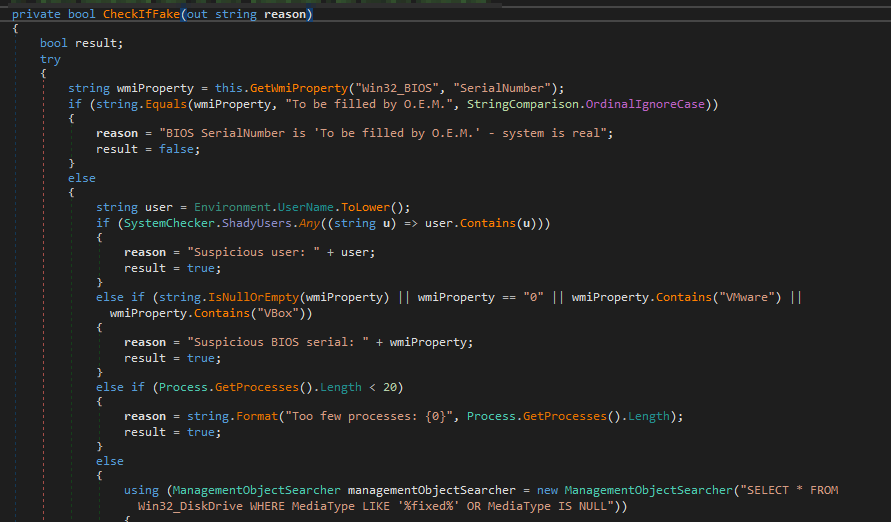 private bool CheckIfFake(out string reason)
{
bool result;
try
{
string wmiProperty = this.GetWmiProperty("Win32_BIOS", "SerialNumber");
if (string.Equals(wmiProperty, "To be filled by O.E.M.", StringComparison.OrdinalIgnoreCase))
{
reason = "BIOS SerialNumber is 'To be filled by O.E.M.' - system is real";
result = false;
}
else
{
string user = Environment.UserName.ToLower();
if (SystemChecker.ShadyUsers.Any((string u) => user.Contains(u)))
{
reason = "Suspicious user: " + user;
result = true;
}
else if (string.IsNullOrEmpty(wmiProperty) || wmiProperty == "0" || wmiProperty.Contains("VMware") ||
wmiProperty.Contains("VBox"))
{
reason = "Suspicious BIOS serial: " + wmiProperty;
result = true;
}
else if (Process.GetProcesses().Length < 20)
{
reason = string.Format("Too few processes: {0}", Process.GetProcesses().Length);
result = true;
}
else
{
using (ManagementObjectSearcher managementObjectSearcher = new ManagementObjectSearcher("SELECT * FROM
Win32_DiskDrive WHERE MediaType LIKE '%fixed%' OR MediaType IS NULL"))
{